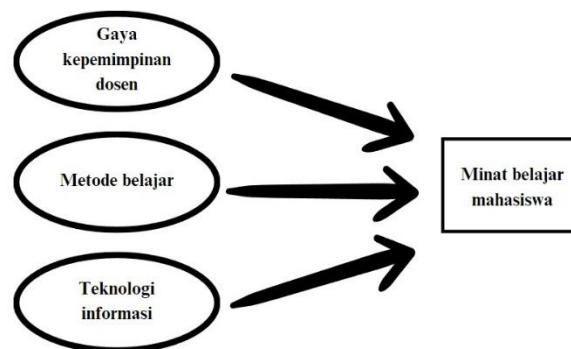 Gaya
kepemimpinan
dosen
Metode belajar
Minat belajar
mahasiswa
Teknologi
informasi